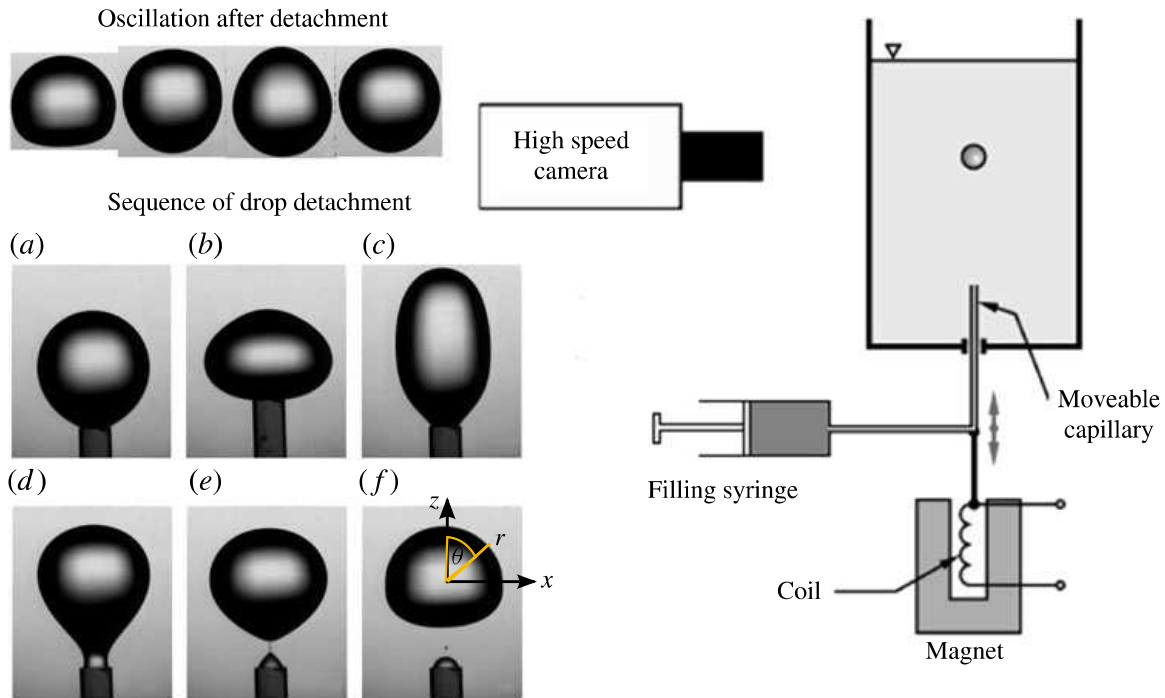 Oscillation after detachment
High speed
camera
Sequence of drop detachment
(a)
(b)
(c)
(d)
(e)
(f)
z
θ
r
x
Moveable
capillary
Filling syringe
Coil
Magnet